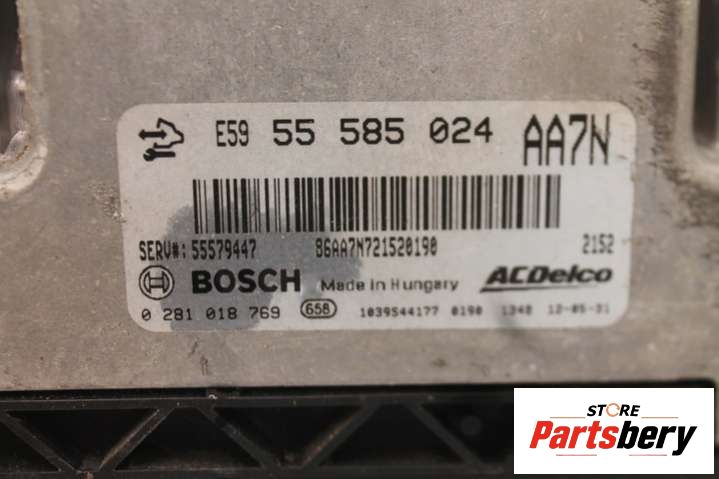 E59 55 585 024 AA7N
SERV#: 55579447 86AA7N721520190 2152
BOSCH Made in Hungary ACDelco
0 281 018 769 658 1039S44177 0190 1348 12-05-31
STORE
Partsbery